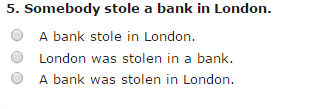 5. Somebody stole a bank in London.
A bank stole in London.
London was stolen in a bank.
A bank was stolen in London.